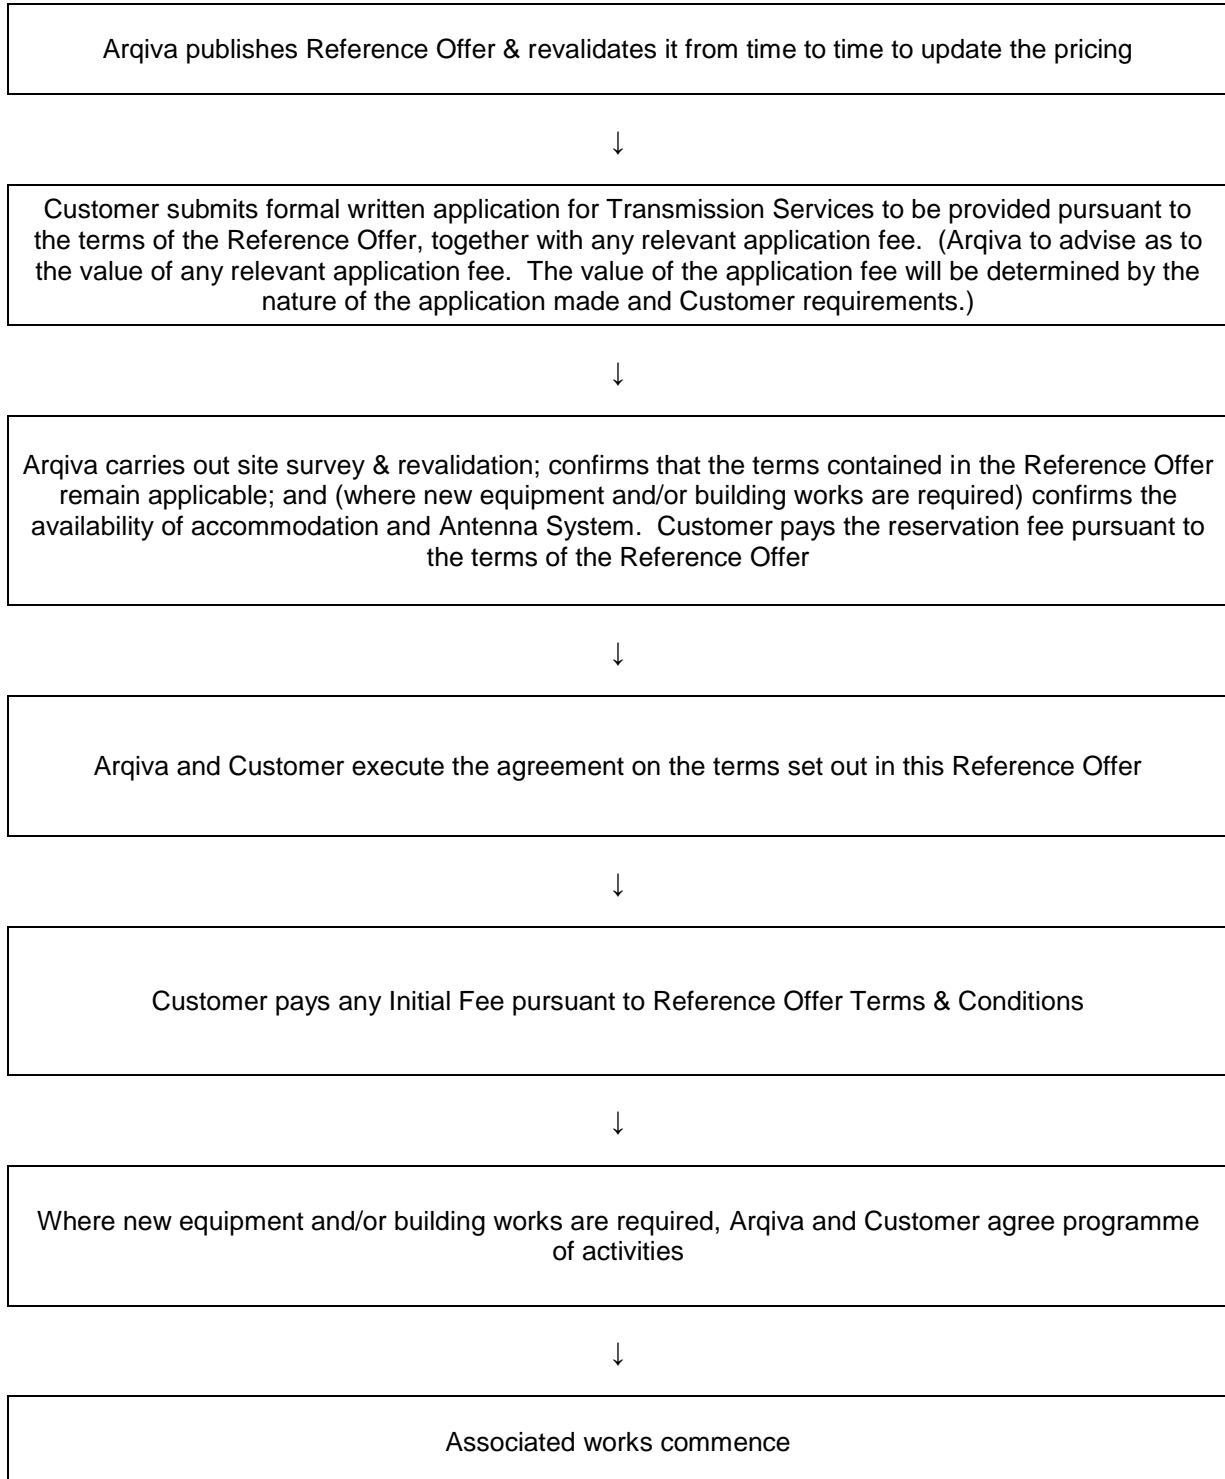 Arqiva publishes Reference Offer & revalidates it from time to time to update the pricing
↓
Customer submits formal written application for Transmission Services to be provided pursuant to
the terms of the Reference Offer, together with any relevant application fee.  (Arqiva to advise as to
the value of any relevant application fee.  The value of the application fee will be determined by the
nature of the application made and Customer requirements.)
↓
Arqiva carries out site survey & revalidation; confirms that the terms contained in the Reference Offer
remain applicable; and (where new equipment and/or building works are required) confirms the
availability of accommodation and Antenna System.  Customer pays the reservation fee pursuant to
the terms of the Reference Offer
↓
Arqiva and Customer execute the agreement on the terms set out in this Reference Offer
↓
Customer pays any Initial Fee pursuant to Reference Offer Terms & Conditions
↓
Where new equipment and/or building works are required, Arqiva and Customer agree programme
of activities
↓
Associated works commence